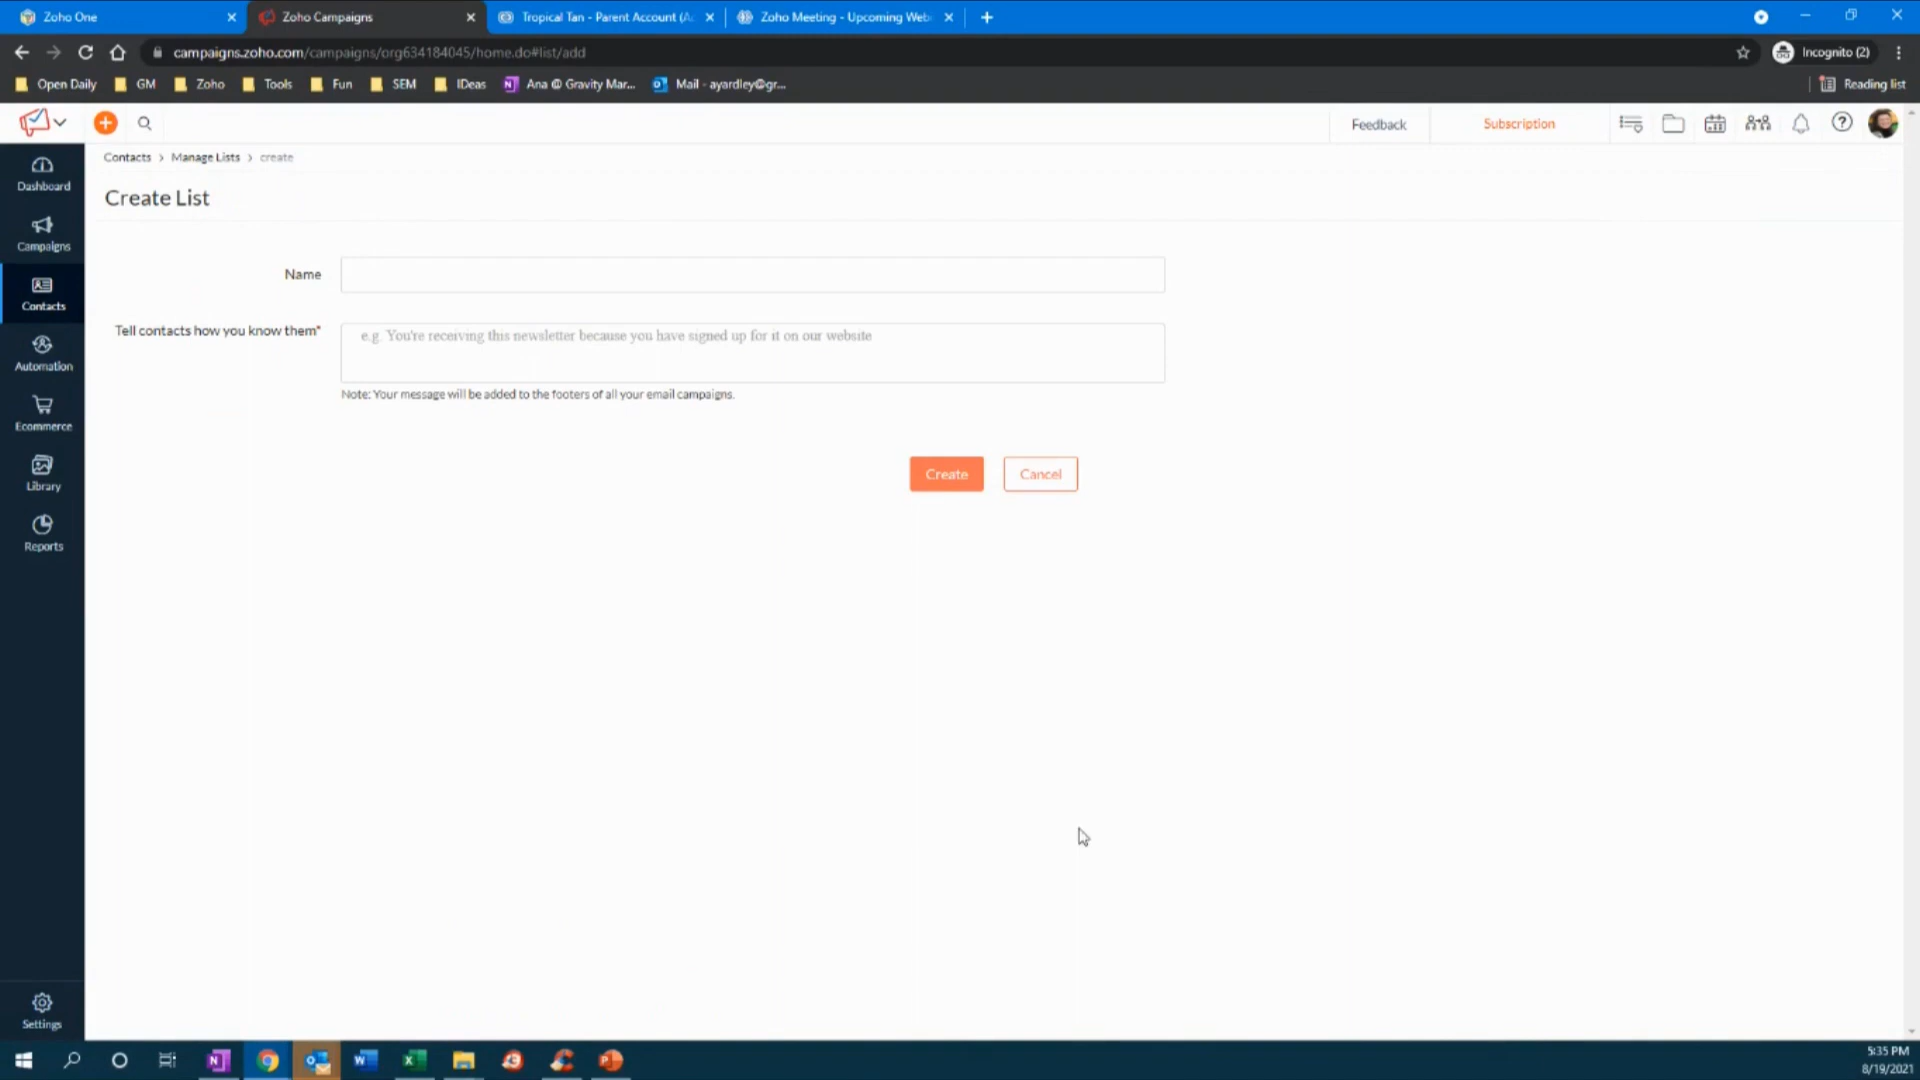 Zoho One
Zoho Campaigns
Tropical Tan - Parent Account (Ac
Zoho Meeting - Upcoming Web
campaigns.zoho.com/campaigns/org634184045/home.do#list/add
Incognito (2)
Open Daily
GM
Zoho
Tools
Fun
SEM
IDeas
Ana @ Gravity Mar...
Mail - ayardley@gr...
Reading list
Feedback
Subscription
Contacts > Manage Lists > create
Create List
Dashboard
Campaigns
Contacts
Automation
Ecommerce
Library
Reports
Settings
Name
Tell contacts how you know them*
e.g. You're receiving this newsletter because you have signed up for it on our website
Note: Your message will be added to the footers of all your email campaigns.
Create
Cancel
5:35 PM
8/19/2021